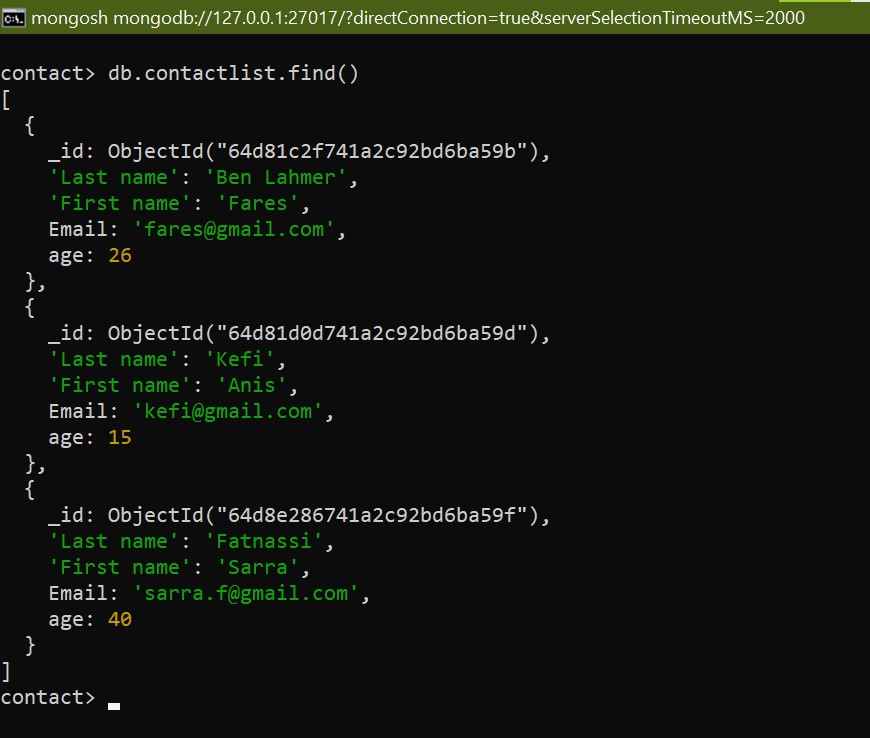 mongosh mongodb://127.0.0.1:27017/?directConnection=true&serverSelectionTimeoutMS=2000
contact> db.contactlist.find()
[
  {
    _id: ObjectId("64d81c2f741a2c92bd6ba59b"),
    'Last name': 'Ben Lahmer',
    'First name': 'Fares',
    Email: 'fares@gmail.com',
    age: 26
  },
  {
    _id: ObjectId("64d81d0d741a2c92bd6ba59d"),
    'Last name': 'Kefi',
    'First name': 'Anis',
    Email: 'kefi@gmail.com',
    age: 15
  },
  {
    _id: ObjectId("64d8e286741a2c92bd6ba59f"),
    'Last name': 'Fatnassi',
    'First name': 'Sarra',
    Email: 'sarra.f@gmail.com',
    age: 40
  }
]
contact>